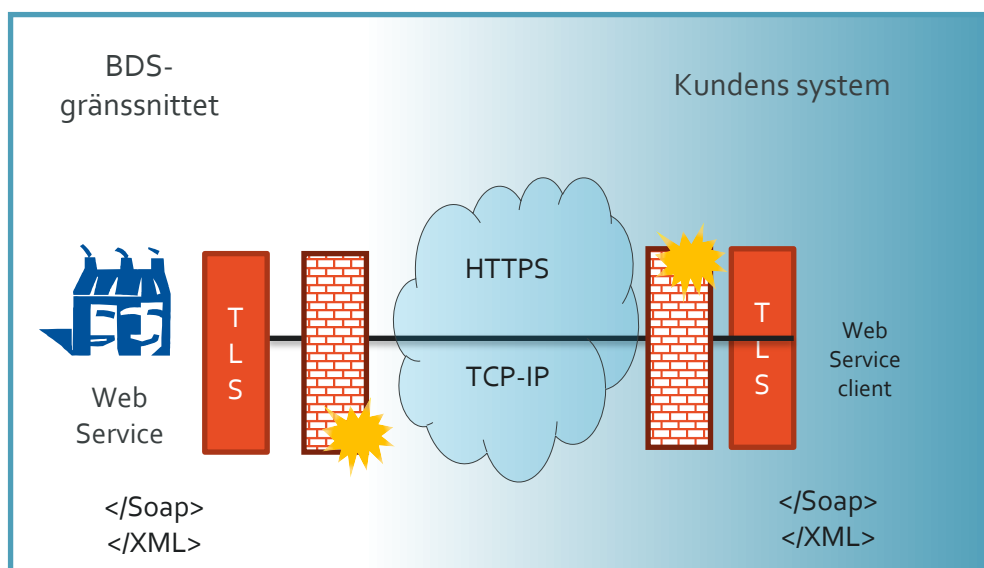 BDS-
gränssnittet
Kundens system
HTTPS
TCP-IP
T
L
S
T
L
S
Web
Service
Web
Service
client
</Soap>
</XML>
</Soap>
</XML>